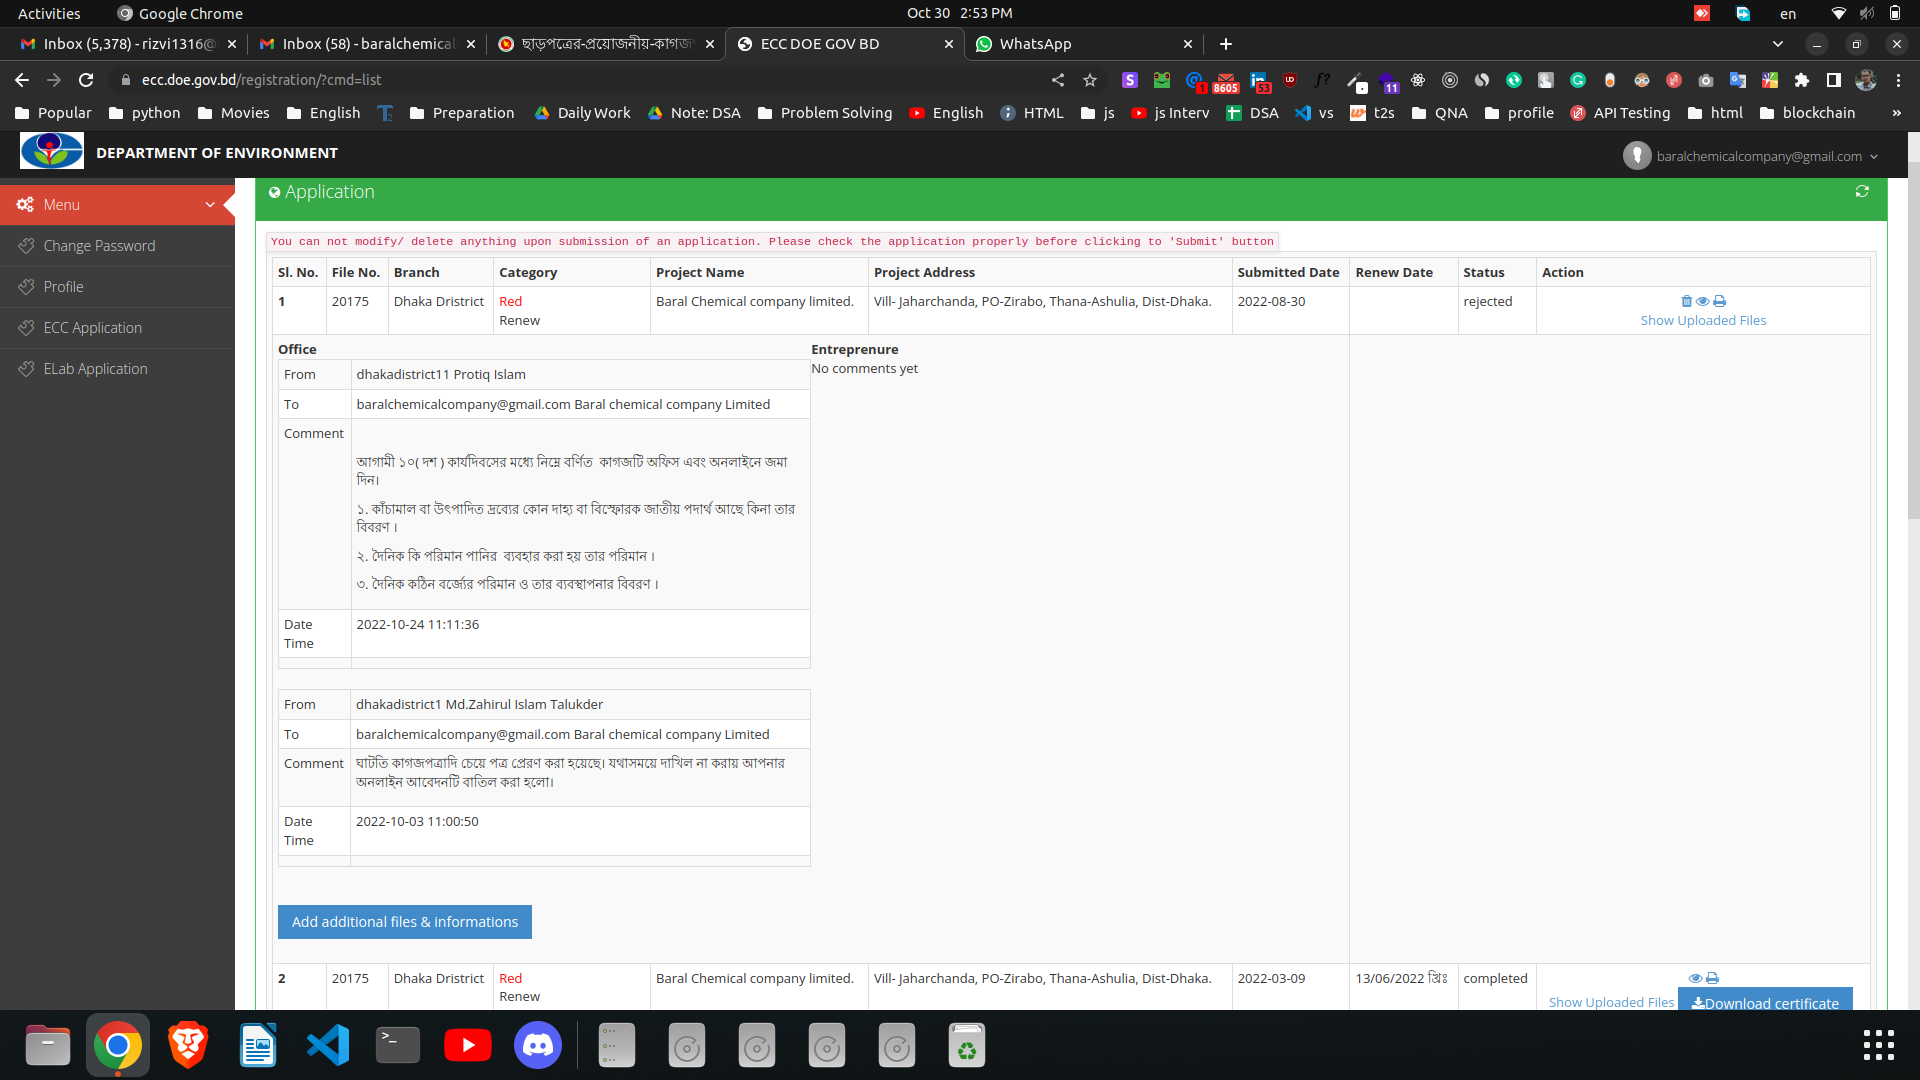 Activities Google Chrome Oct 30 2:53 PM en
Inbox (5,378) - rizvi1316@ Inbox (58) - baralchemical ছাড়পত্রের-প্রয়োজনীয়-কাগজপ ECC DOE GOV BD WhatsApp
ecc.doe.gov.bd/registration/?cmd=list 1 8605 53 11
Popular python Movies English Preparation Daily Work Note: DSA Problem Solving English HTML js js Interv DSA vs t2s QNA profile API Testing html blockchain »
DEPARTMENT OF ENVIRONMENT baralchemicalcompany@gmail.com
Menu
Change Password
Profile
ECC Application
ELab Application
Application
You can not modify/ delete anything upon submission of an application. Please check the application properly before clicking to 'Submit' button
Sl. No. File No. Branch Category Project Name Project Address Submitted Date Renew Date Status Action
1 20175 Dhaka Dristrict Red Baral Chemical company limited. Vill- Jaharchanda, PO-Zirabo, Thana-Ashulia, Dist-Dhaka. 2022-08-30 rejected
Renew Show Uploaded Files
Office Entreprenure
No comments yet
From dhakadistrict11 Protiq Islam
To baralchemicalcompany@gmail.com Baral chemical company Limited
Comment
আগামী ১০( দশ ) কার্যদিবসের মধ্যে নিম্নে বর্ণিত কাগজটি অফিস এবং অনলাইনে জমা
দিন।
১. কাঁচামাল বা উৎপাদিত দ্রব্যের কোন দাহ্য বা বিস্ফোরক জাতীয় পদার্থ আছে কিনা তার
বিবরণ ।
২. দৈনিক কি পরিমান পানির ব্যবহার করা হয় তার পরিমান ।
৩. দৈনিক কঠিন বর্জ্যের পরিমান ও তার ব্যবস্থাপনার বিবরণ ।
Date 2022-10-24 11:11:36
Time
From dhakadistrict1 Md.Zahirul Islam Talukder
To baralchemicalcompany@gmail.com Baral chemical company Limited
Comment ঘাটতি কাগজপত্রাদি চেয়ে পত্র প্রেরণ করা হয়েছে। যথাসময়ে দাখিল না করায় আপনার
অনলাইন আবেদনটি বাতিল করা হলো।
Date 2022-10-03 11:00:50
Time
Add additional files & informations
2 20175 Dhaka Dristrict Red Baral Chemical company limited. Vill- Jaharchanda, PO-Zirabo, Thana-Ashulia, Dist-Dhaka. 2022-03-09 13/06/2022 খ্রিঃ completed
Renew Show Uploaded Files Download certificate